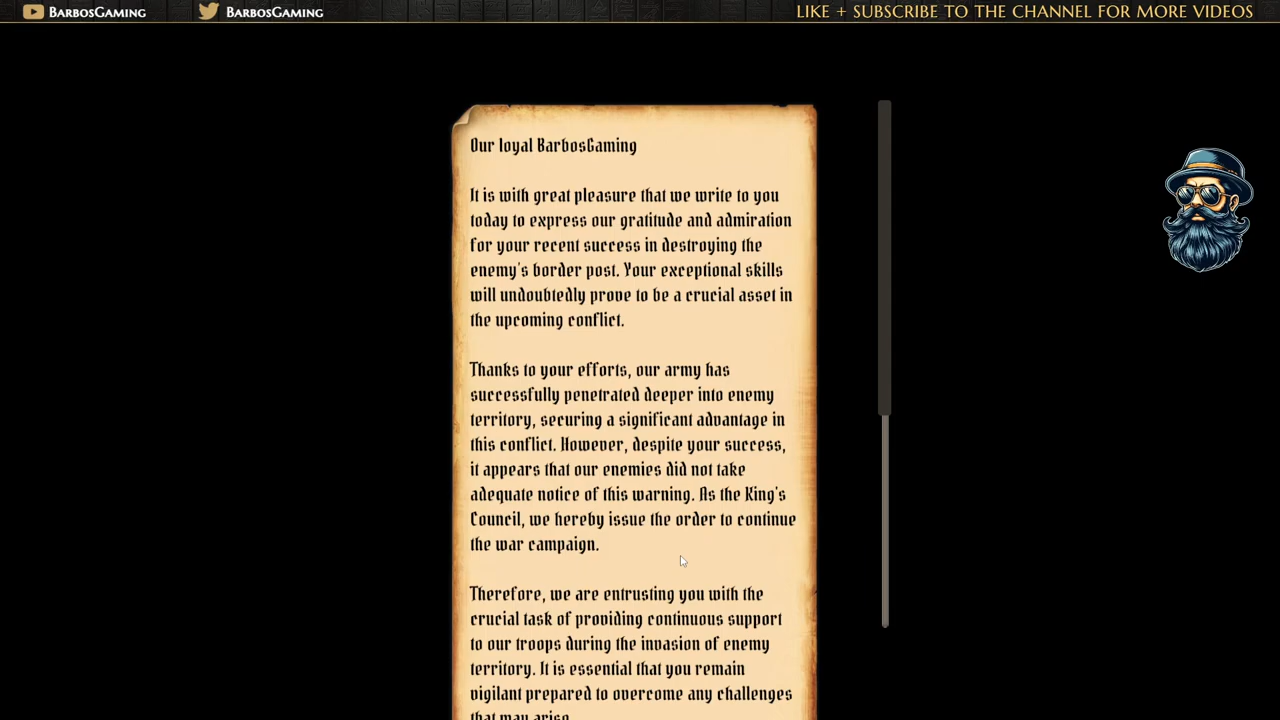 BarbosGaming
BarbosGaming
LIKE + SUBSCRIBE TO THE CHANNEL FOR MORE VIDEOS
Our loyal BarbosGaming
It is with great pleasure that we write to you
today to express our gratitude and admiration
for your recent success in destroying the
enemy's border post. Your exceptional skills
will undoubtedly prove to be a crucial asset in
the upcoming conflict.
Thanks to your efforts, our army has
successfully penetrated deeper into enemy
territory, securing a significant advantage in
this conflict. However, despite your success,
it appears that our enemies did not take
adequate notice of this warning. As the King's
Council, we hereby issue the order to continue
the war campaign.
Therefore, we are entrusting you with the
crucial task of providing continuous support
to our troops during the invasion of enemy
territory. It is essential that you remain
vigilant prepared to overcome any challenges
that may arise.